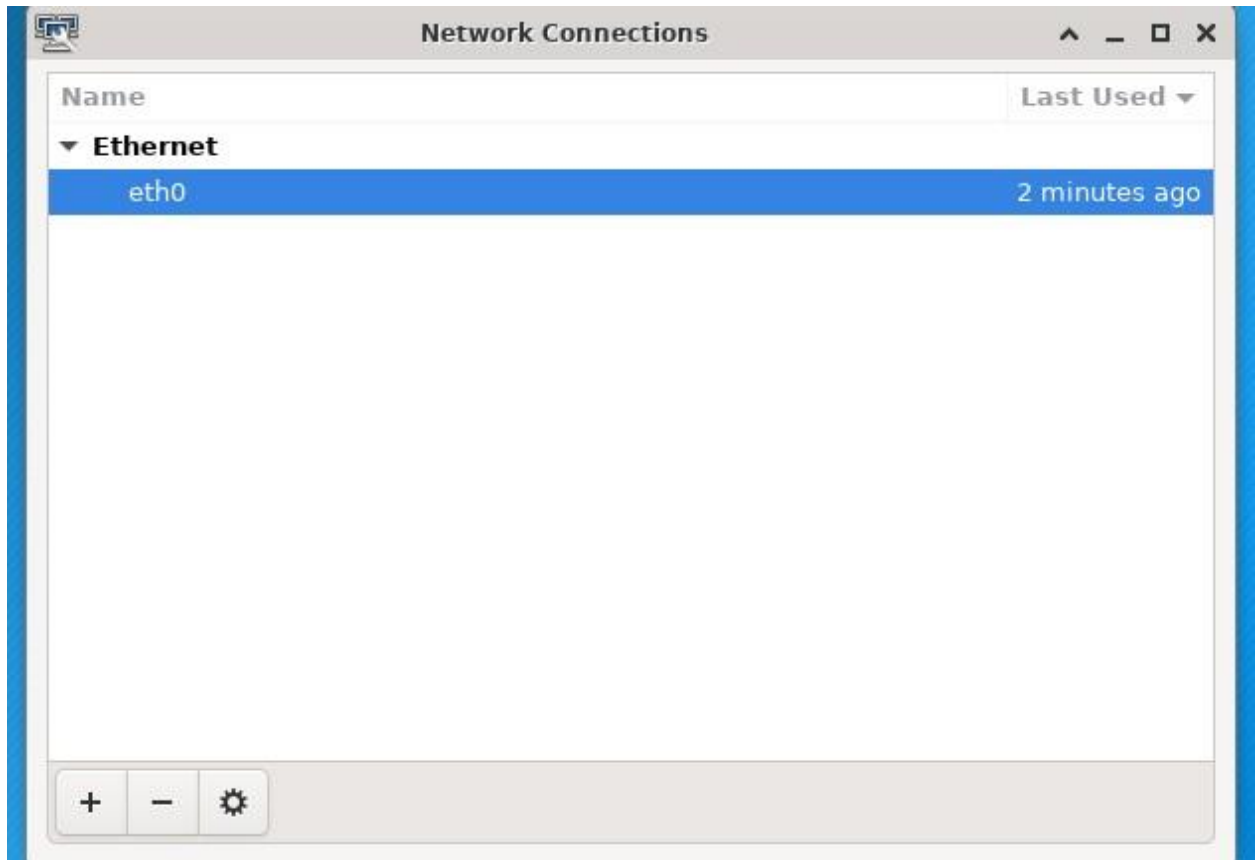 Network Connections
Name Last Used
Ethernet
eth0 2 minutes ago